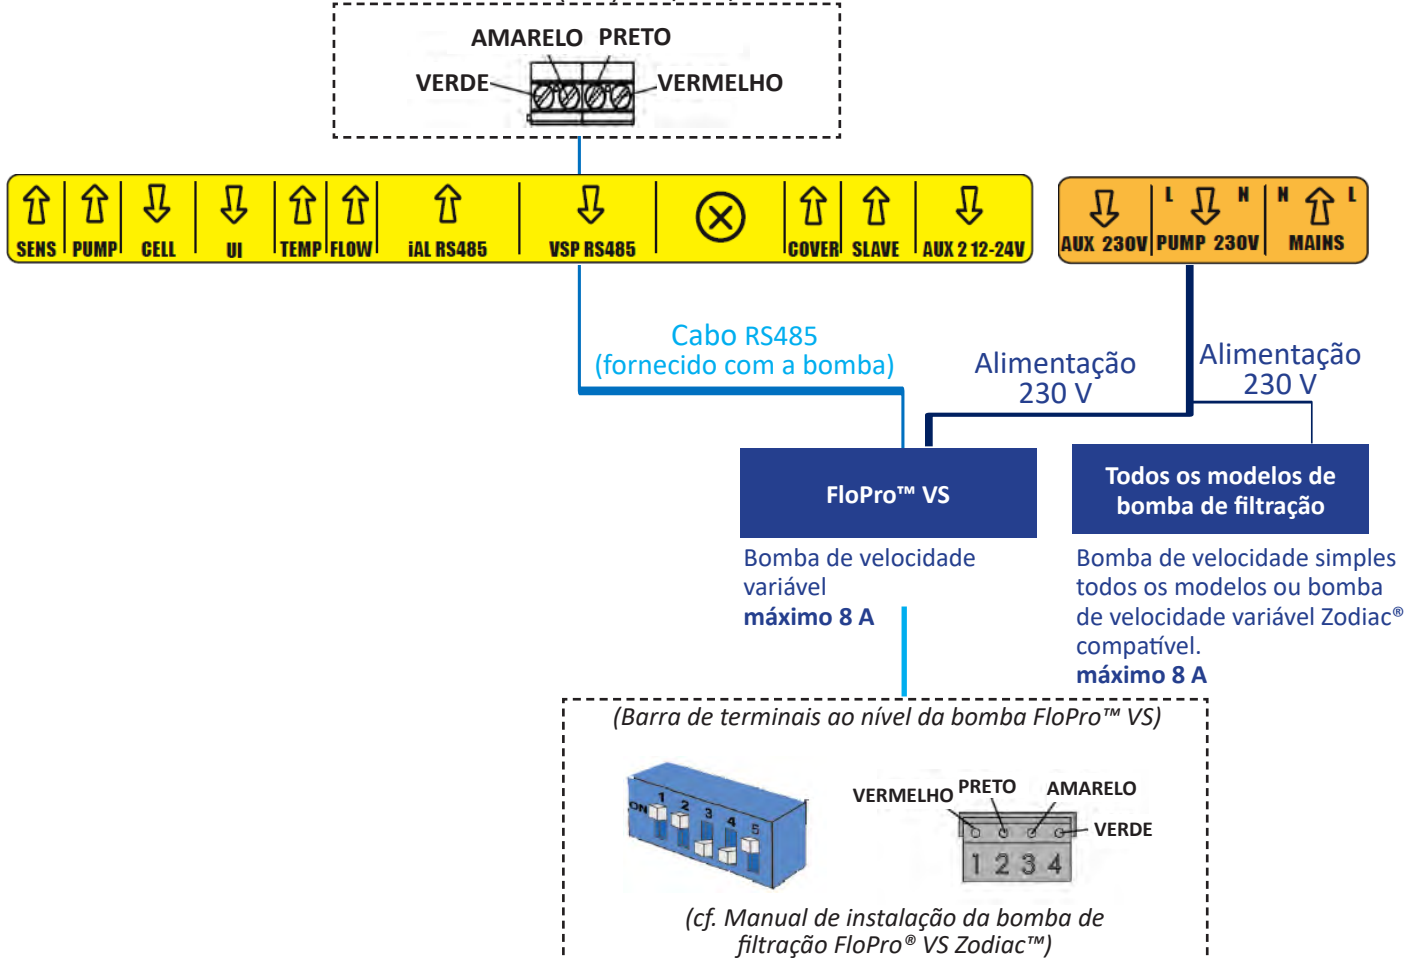 AMARELO PRETO
VERDE VERMELHO
SENS PUMP CELL UI TEMP FLOW iAL RS485 VSP RS485 COVER SLAVE AUX 2 12-24V
L N N L
AUX 230V PUMP 230V MAINS
Cabo RS485
(fornecido com a bomba)
Alimentação
230 V
Alimentação
230 V
FloPro™ VS
Todos os modelos de
bomba de filtração
Bomba de velocidade
variável
máximo 8 A
Bomba de velocidade simples
todos os modelos ou bomba
de velocidade variável Zodiac®
compatível.
máximo 8 A
(Barra de terminais ao nível da bomba FloPro™ VS)
ON 1 2 3 4 5
VERMELHO PRETO AMARELO
VERDE
1 2 3 4
(cf. Manual de instalação da bomba de
filtração FloPro® VS Zodiac™)